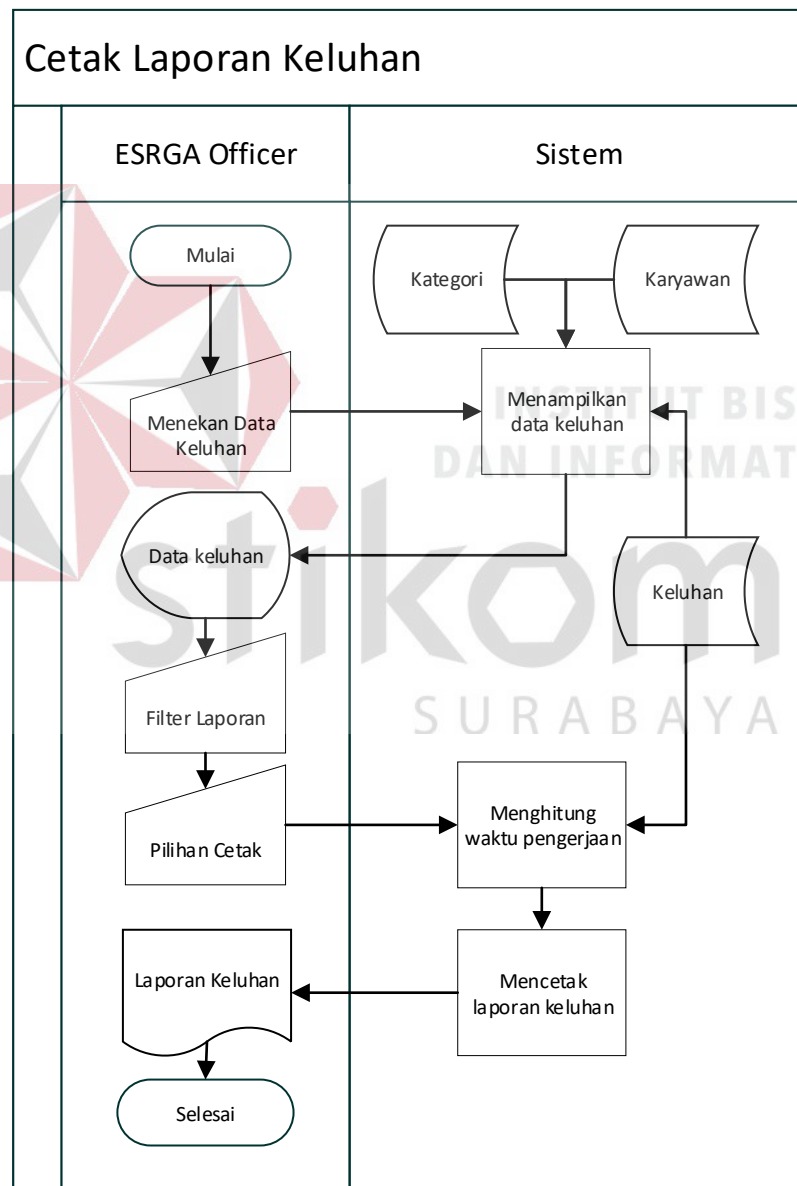 Cetak Laporan Keluhan
ESRGA Officer
Sistem
Mulai
Kategori
Karyawan
Menekan Data
Keluhan
Menampilkan
data keluhan
INSTITUT BIS
DAN INFORMAT
Data keluhan
Keluhan
stikom
SURABAYA
Filter Laporan
Pilihan Cetak
Menghitung
waktu pengerjaan
Laporan Keluhan
Mencetak
laporan keluhan
Selesai